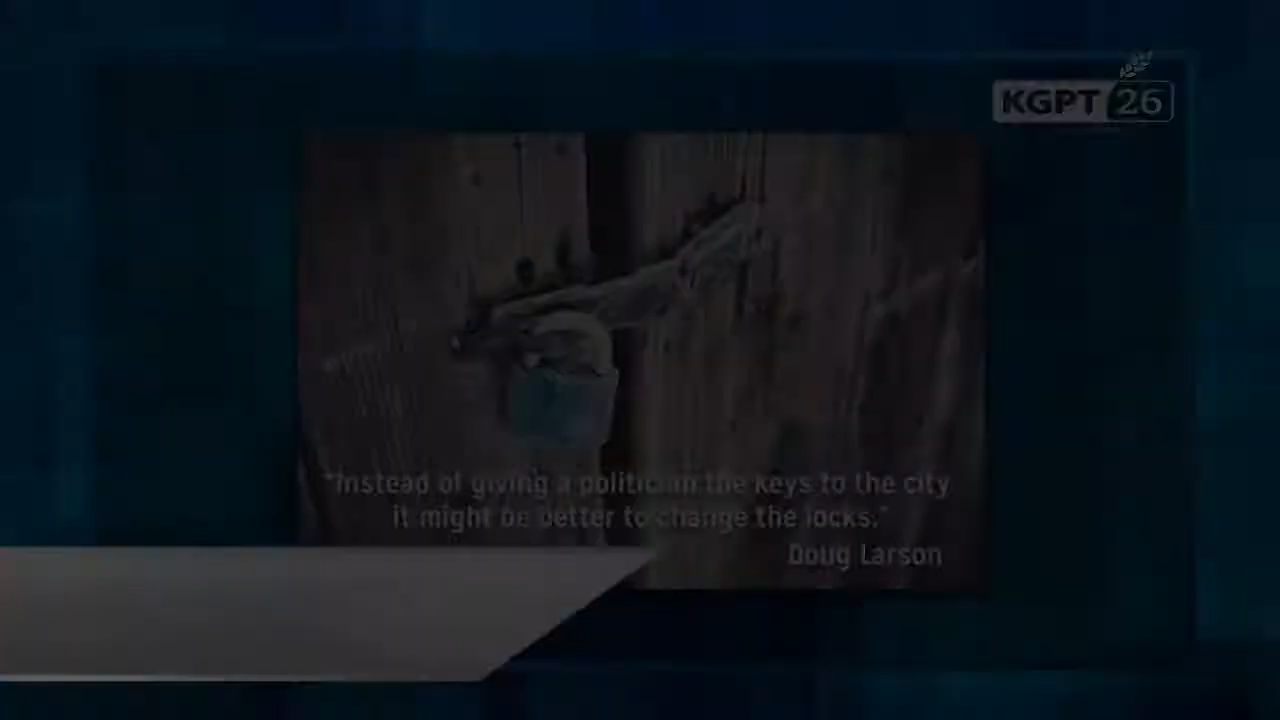 KGPT 26
"Instead of giving a politician the keys to the city
it might be better to change the locks."
Doug Larson